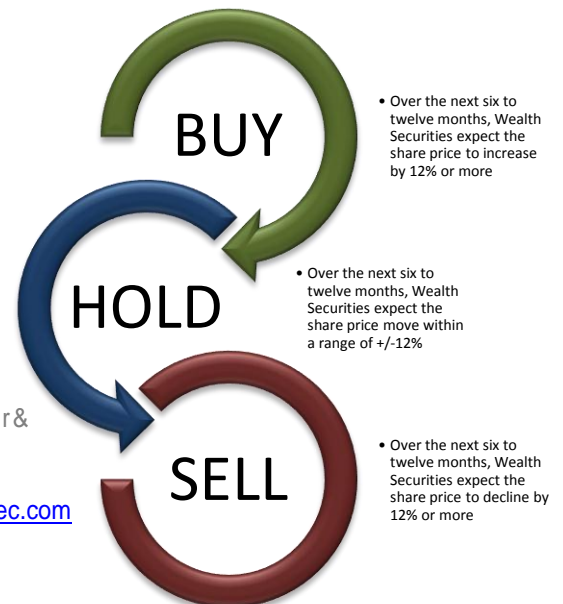 BUY
• Over the next six to
twelve months, Wealth
Securities expect the
share price to increase
by 12% or more
HOLD
• Over the next six to
twelve months, Wealth
Securities expect the
share price move within
a range of +/-12%
r&
ec.com
SELL
• Over the next six to
twelve months, Wealth
Securities expect the
share price to decline by
12% or more